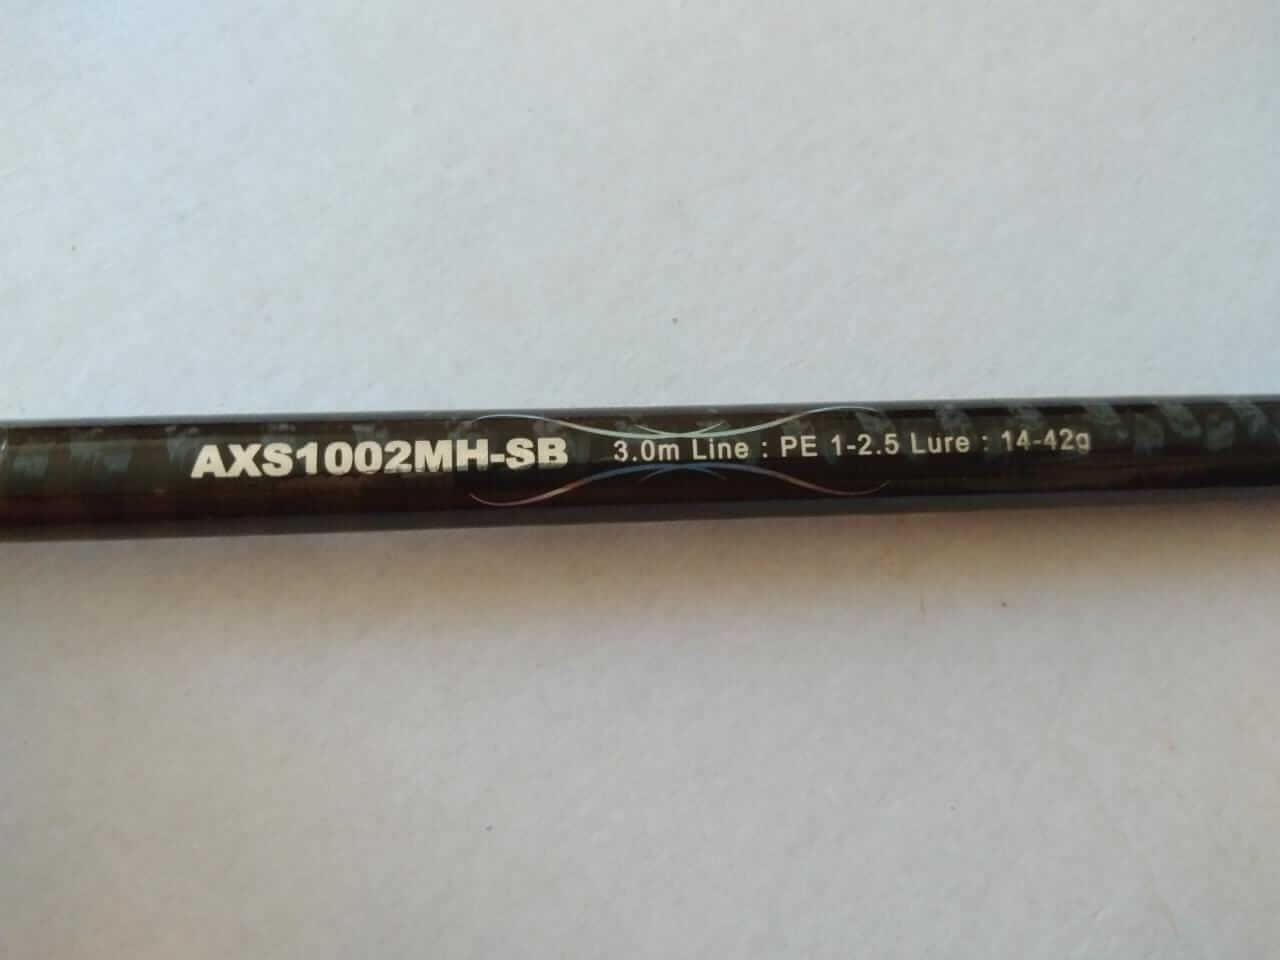 AXS1002MH-SB 3.0m Line : PE 1-2.5 Lure : 14-42g